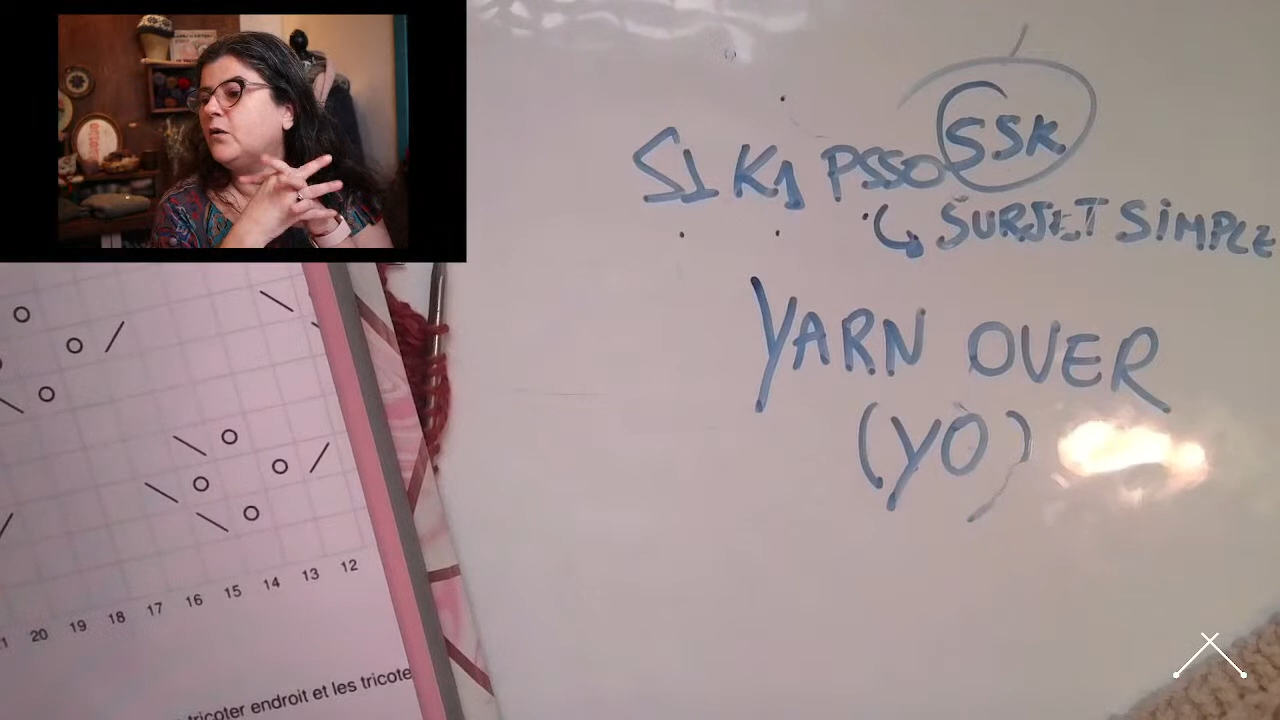 SSK
S1 K1 PSSO
SURJET SIMPLE
YARN OVER
(YO)
20 19 18 17 16 15 14 13 12
tricoter endroit et les tricote